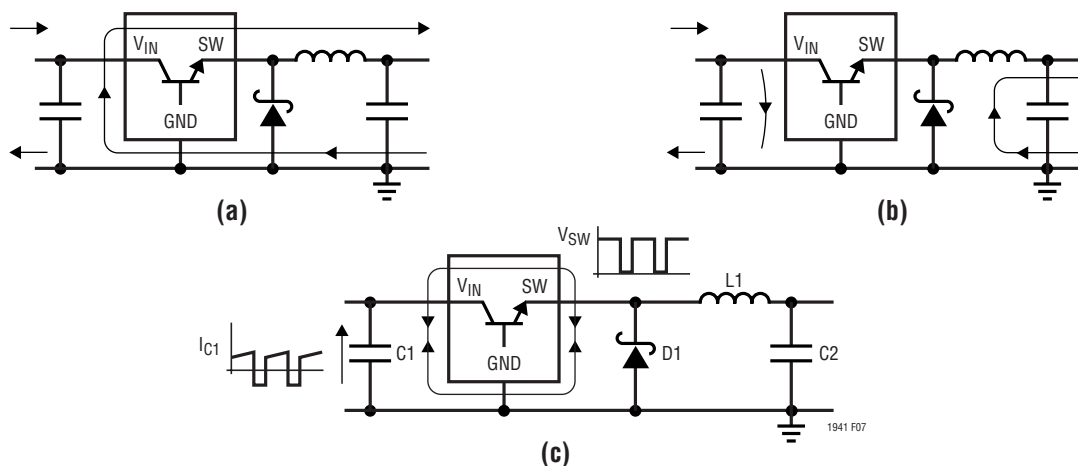 VIN SW
GND
(a)
VIN SW
GND
(b)
VSW
IC1
C1
VIN SW
GND
D1
L1
C2
1941 F07
(c)